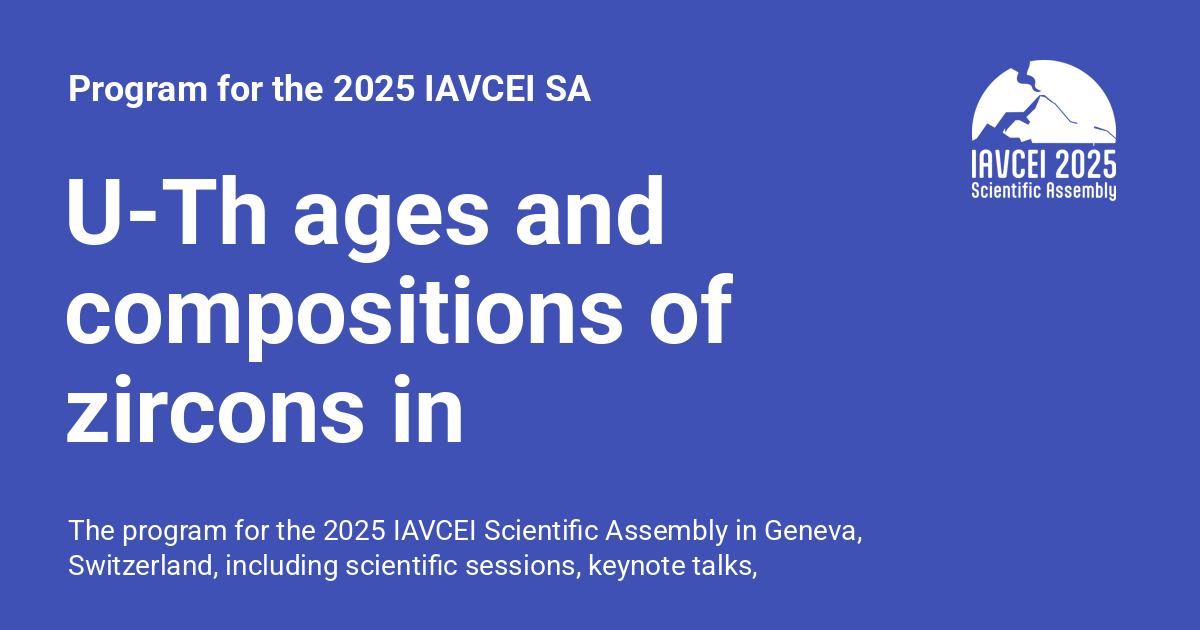 Program for the 2025 IAVCEI SA
IAVCEI 2025
Scientific Assembly
U-Th ages and
compositions of
zircons in
The program for the 2025 IAVCEI Scientific Assembly in Geneva,
Switzerland, including scientific sessions, keynote talks,